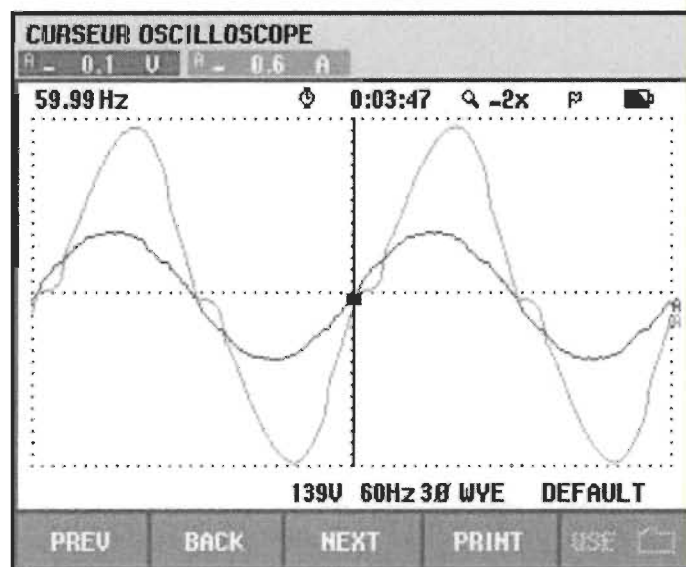 CURSEUR OSCILLOSCOPE
A - 0.1 V A - 0.6 A
59.99 Hz 0:03:47 -2x
A
139V 60Hz 3Ø WYE DEFAULT
PREV BACK NEXT PRINT USE